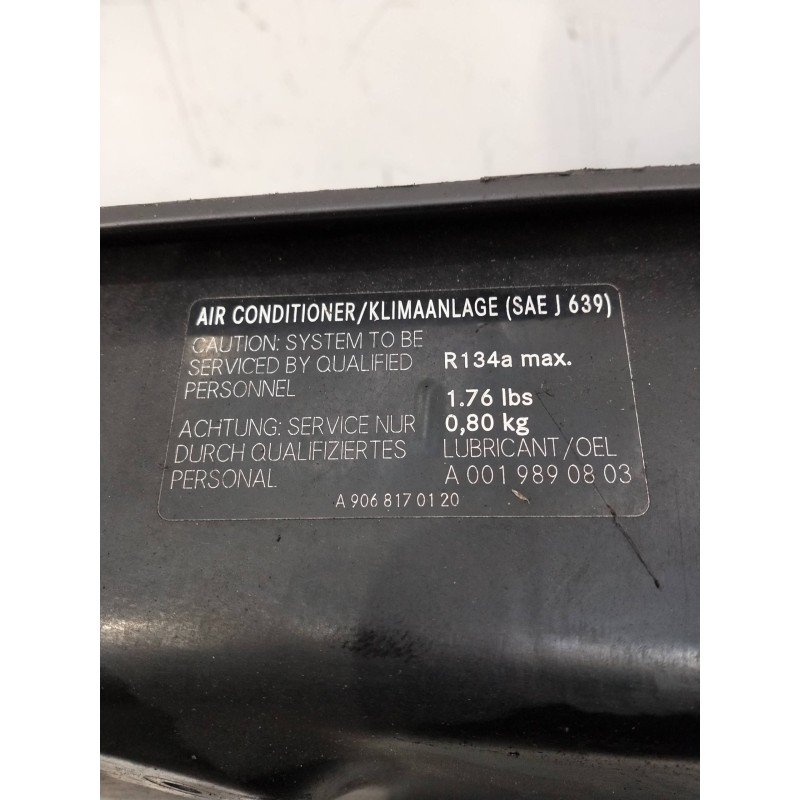 AIR CONDITIONER/KLIMAANLAGE (SAE J 639)
CAUTION: SYSTEM TO BE
SERVICED BY QUALIFIED
PERSONNEL
ACHTUNG: SERVICE NUR
DURCH QUALIFIZIERTES
PERSONAL
R134a max.
1.76 lbs
0,80 kg
LUBRICANT/OEL
A 001 989 08 03
A 906 817 01 20